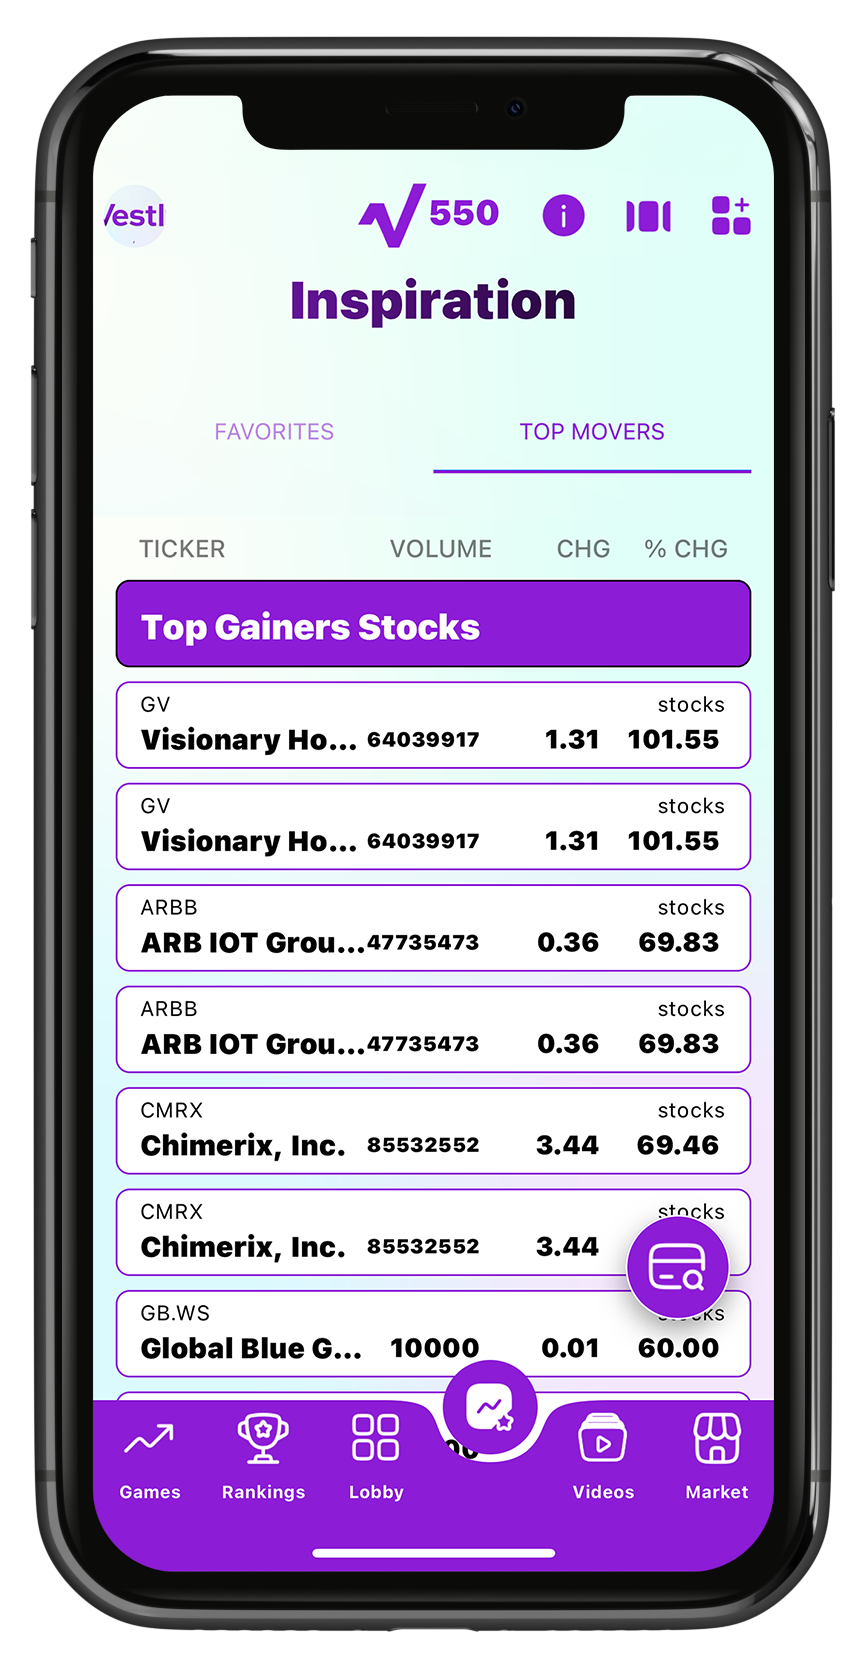 Vestl
550
Inspiration
FAVORITES TOP MOVERS
TICKER VOLUME CHG % CHG
Top Gainers Stocks
GV stocks
Visionary Ho... 64039917 1.31 101.55
GV stocks
Visionary Ho... 64039917 1.31 101.55
ARBB stocks
ARB IOT Grou... 47735473 0.36 69.83
ARBB stocks
ARB IOT Grou... 47735473 0.36 69.83
CMRX stocks
Chimerix, Inc. 85532552 3.44 69.46
CMRX stocks
Chimerix, Inc. 85532552 3.44
GB.WS stocks
Global Blue G... 10000 0.01 60.00
Games Rankings Lobby Videos Market